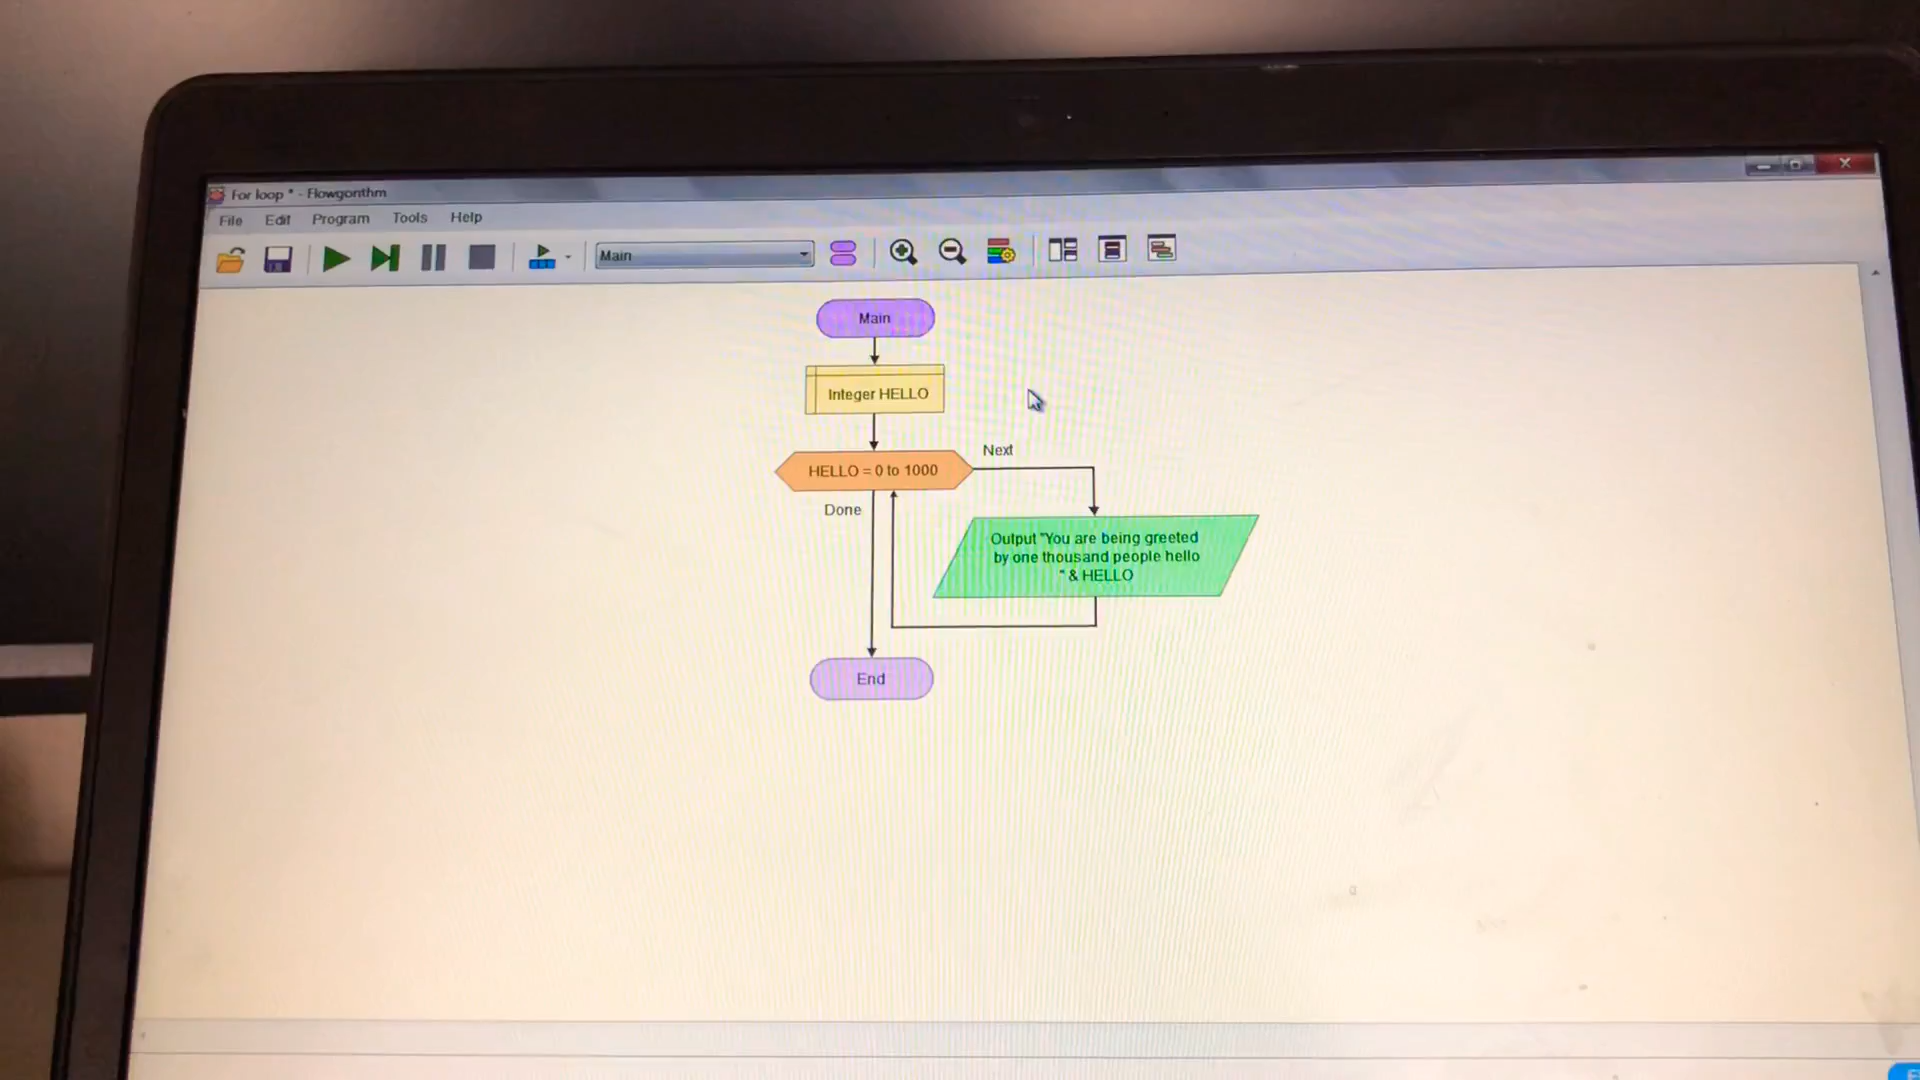 For loop * - Flowgorithm
File Edit Program Tools Help
Main
Main
Integer HELLO
Next
HELLO = 0 to 1000
Done
Output "You are being greeted
by one thousand people hello
" & HELLO
End